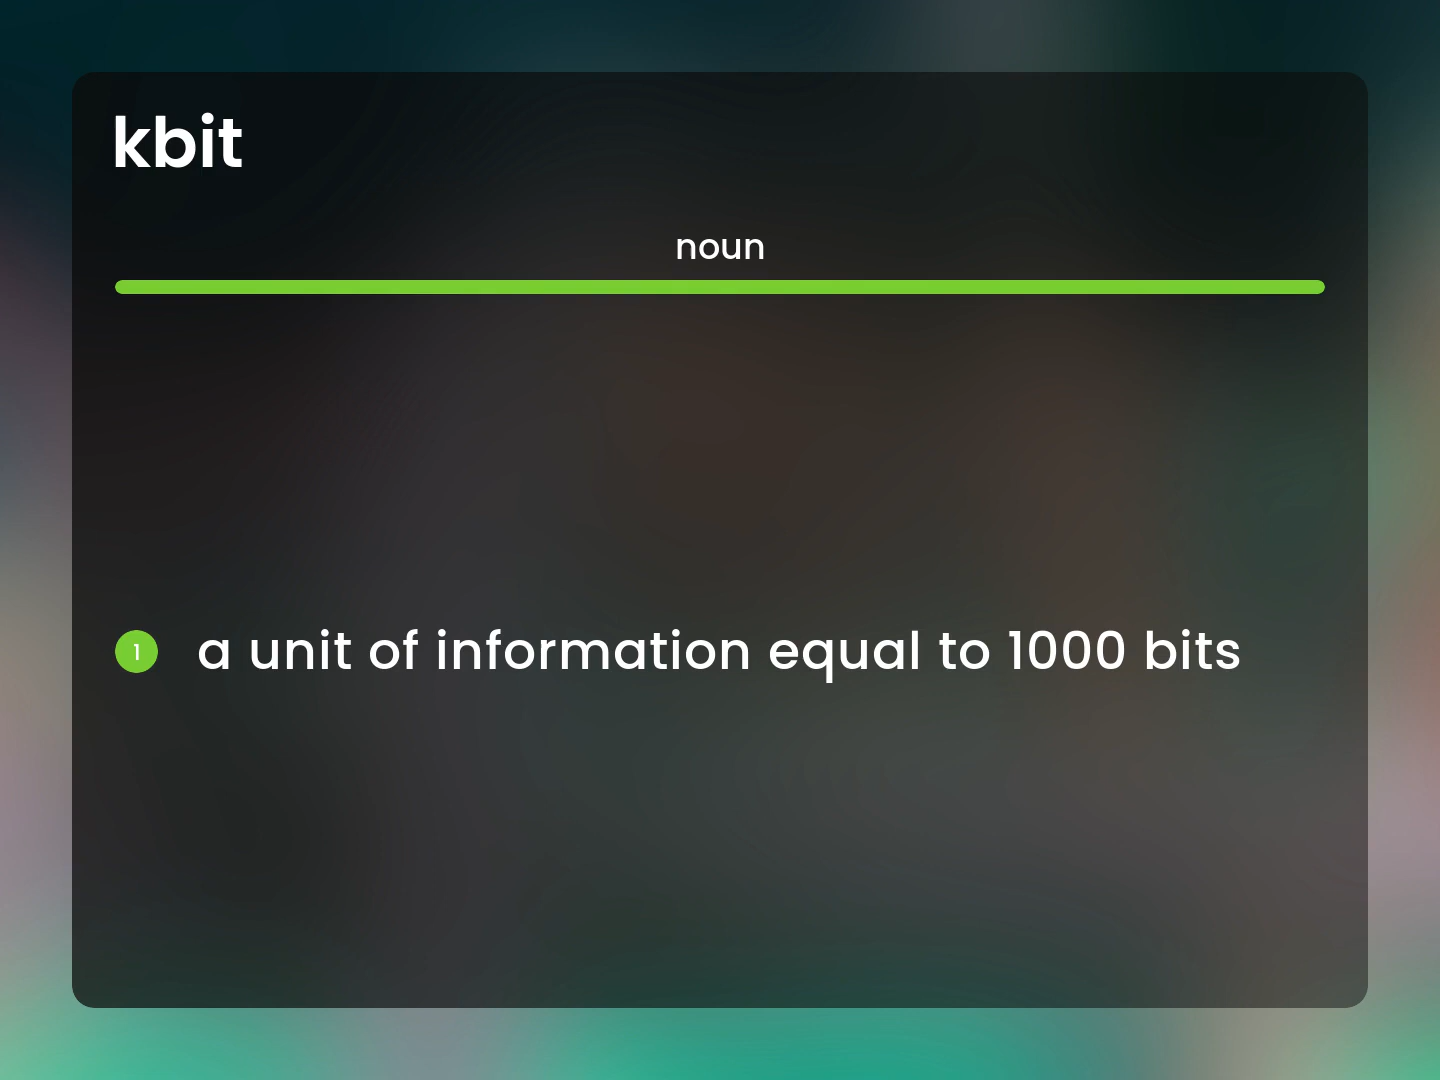 kbit
noun
1 a unit of information equal to 1000 bits